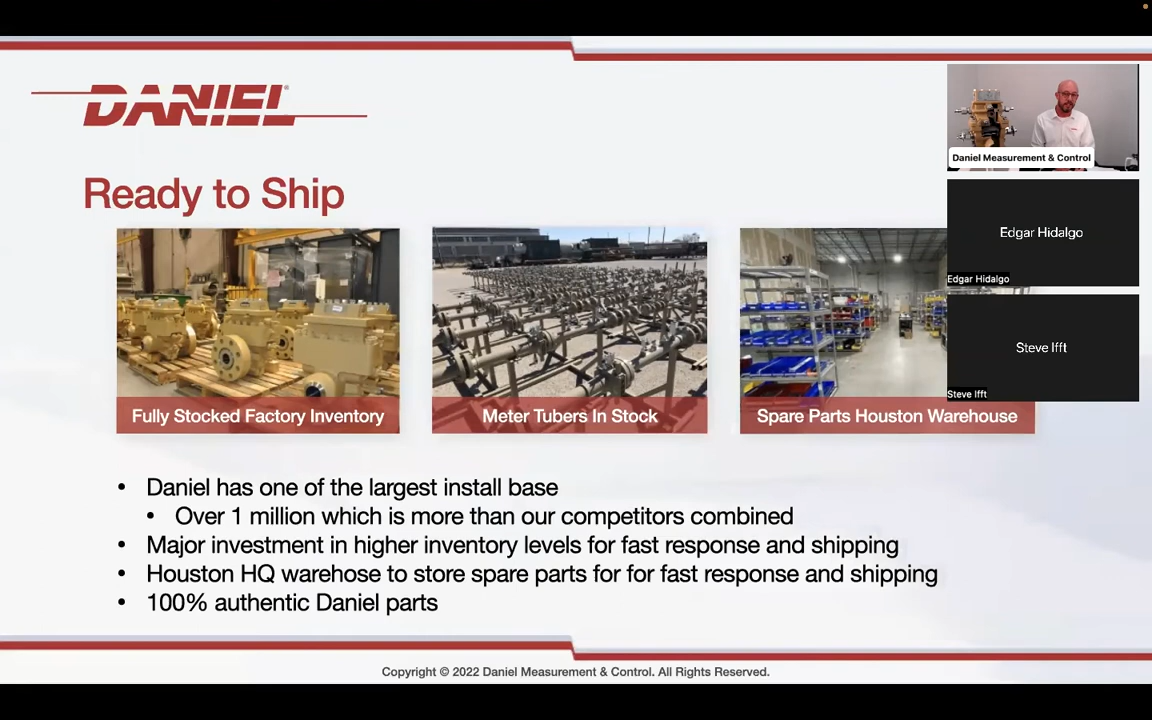 DANIEL®
Ready to Ship
Fully Stocked Factory Inventory
Meter Tubers In Stock
Spare Parts Houston Warehouse
• Daniel has one of the largest install base
• Over 1 million which is more than our competitors combined
• Major investment in higher inventory levels for fast response and shipping
• Houston HQ warehose to store spare parts for for fast response and shipping
• 100% authentic Daniel parts
Copyright © 2022 Daniel Measurement & Control. All Rights Reserved.
Daniel Measurement & Control
Edgar Hidalgo
Edgar Hidalgo
Steve Ifft
Steve Ifft